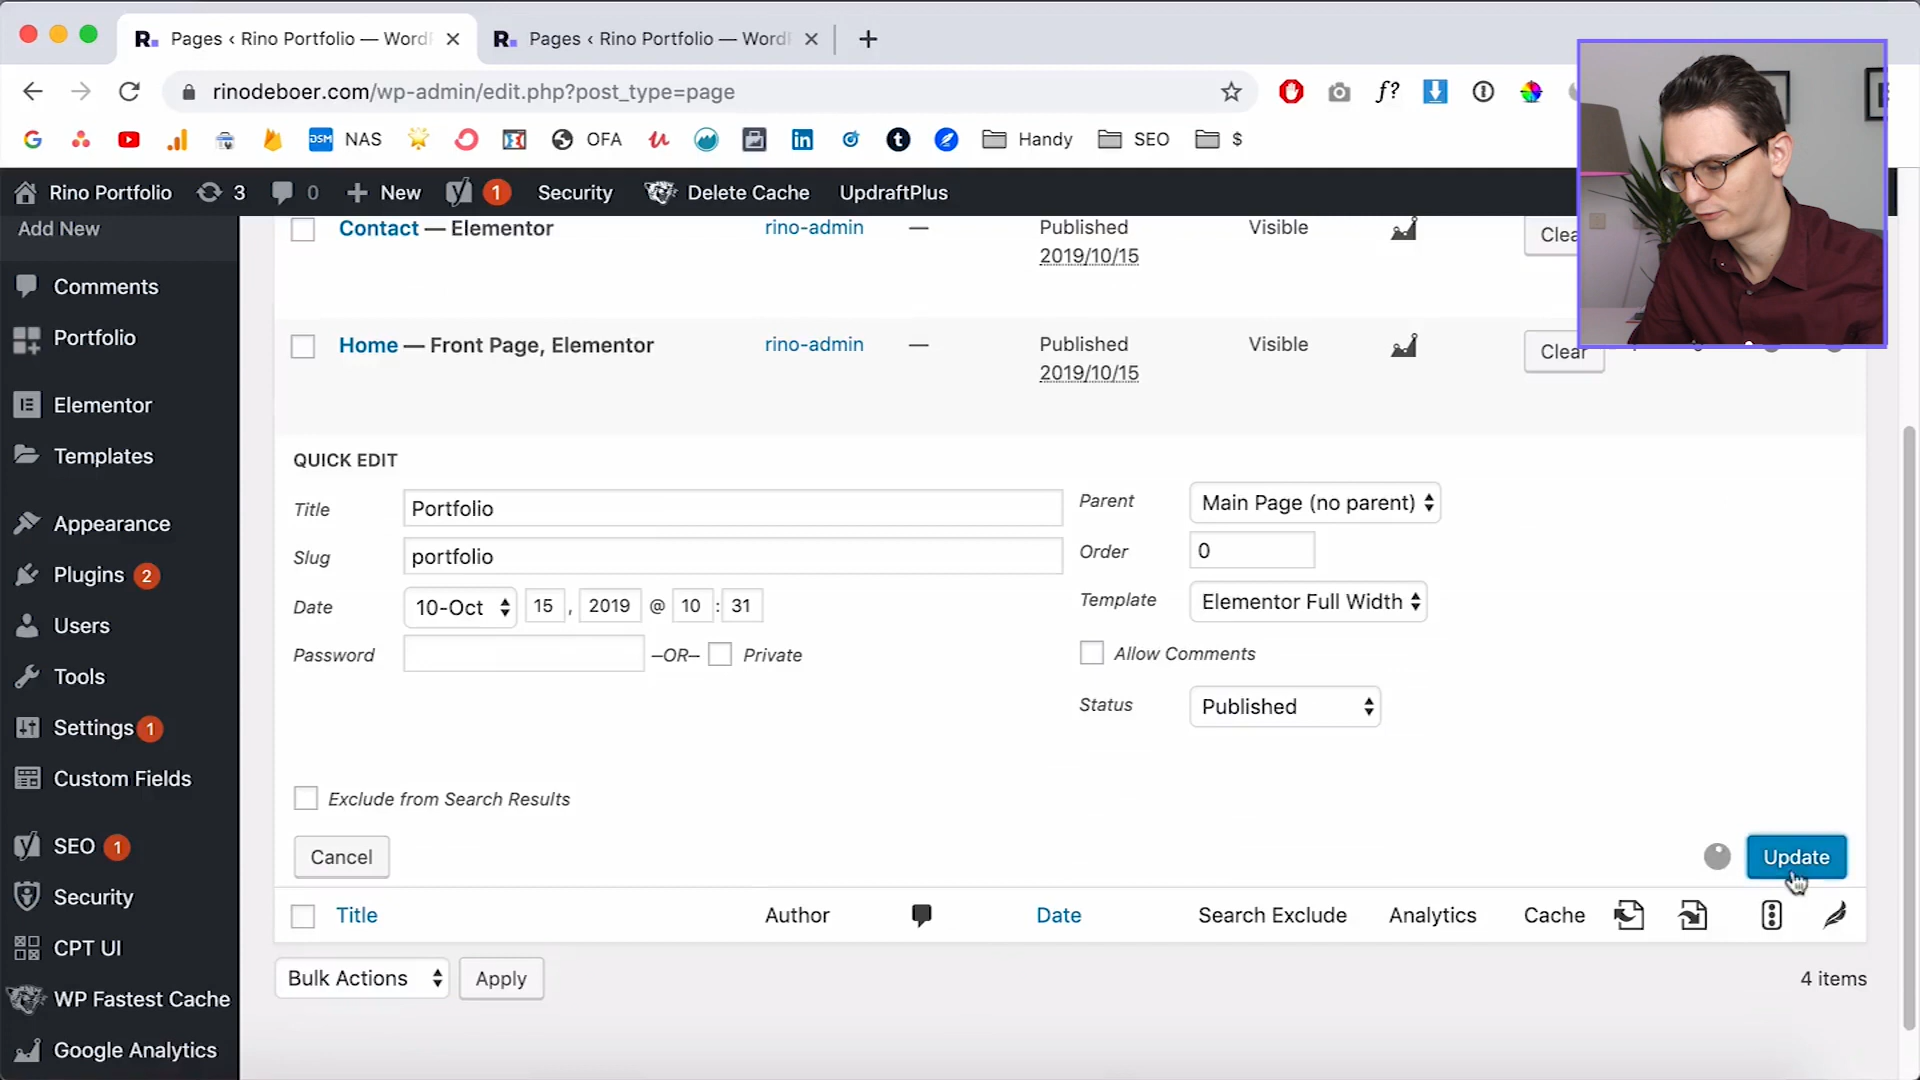 R. Pages ‹ Rino Portfolio — Word
R. Pages ‹ Rino Portfolio — Word
rinodeboer.com/wp-admin/edit.php?post_type=page
f?
DSM NAS
OFA
in
t
Handy
SEO
$
Rino Portfolio
3
0
New
1
Security
Delete Cache
UpdraftPlus
Add New
Comments
Portfolio
Elementor
Templates
Appearance
Plugins 2
Users
Tools
Settings 1
Custom Fields
SEO 1
Security
CPT UI
WP Fastest Cache
Google Analytics
Contact — Elementor
rino-admin
—
Published
2019/10/15
Visible
Clea
Home — Front Page, Elementor
rino-admin
—
Published
2019/10/15
Visible
Clear
QUICK EDIT
Title Portfolio
Slug portfolio
Date 10-Oct 15 , 2019 @ 10 : 31
Password –OR– Private
Parent Main Page (no parent)
Order 0
Template Elementor Full Width
Allow Comments
Status Published
Exclude from Search Results
Cancel
Update
Title Author Date Search Exclude Analytics Cache
Bulk Actions Apply
4 items